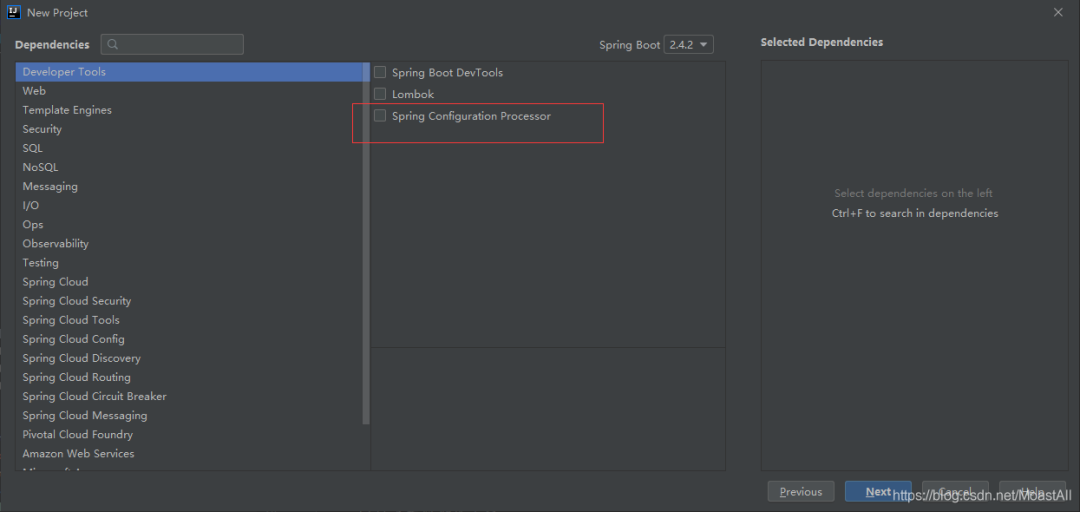 New Project
Dependencies
Spring Boot 2.4.2
Selected Dependencies
Developer Tools
Web
Template Engines
Security
SQL
NoSQL
Messaging
I/O
Ops
Observability
Testing
Spring Cloud
Spring Cloud Security
Spring Cloud Tools
Spring Cloud Config
Spring Cloud Discovery
Spring Cloud Routing
Spring Cloud Circuit Breaker
Spring Cloud Messaging
Pivotal Cloud Foundry
Amazon Web Services
Spring Boot DevTools
Lombok
Spring Configuration Processor
Select dependencies on the left
Ctrl+F to search in dependencies
Previous
Next
Cancel
Help
https://blog.csdn.net/MoastAll